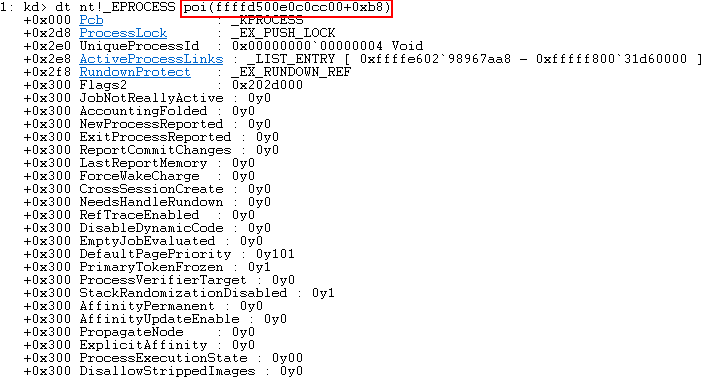 1: kd> dt nt!_EPROCESS poi(ffffd500e0c0cc00+0xb8)
+0x000 Pcb : _KPROCESS
+0x2d8 ProcessLock : _EX_PUSH_LOCK
+0x2e0 UniqueProcessId : 0x00000000`00000004 Void
+0x2e8 ActiveProcessLinks : _LIST_ENTRY [ 0xffffe602`98967aa8 - 0xfffff800`31d60000 ]
+0x2f8 RundownProtect : _EX_RUNDOWN_REF
+0x300 Flags2 : 0x202d000
+0x300 JobNotReallyActive : 0y0
+0x300 AccountingFolded : 0y0
+0x300 NewProcessReported : 0y0
+0x300 ExitProcessReported : 0y0
+0x300 ReportCommitChanges : 0y0
+0x300 LastReportMemory : 0y0
+0x300 ForceWakeCharge : 0y0
+0x300 CrossSessionCreate : 0y0
+0x300 NeedsHandleRundown : 0y0
+0x300 RefTraceEnabled : 0y0
+0x300 DisableDynamicCode : 0y0
+0x300 EmptyJobEvaluated : 0y0
+0x300 DefaultPagePriority : 0y101
+0x300 PrimaryTokenFrozen : 0y1
+0x300 ProcessVerifierTarget : 0y0
+0x300 StackRandomizationDisabled : 0y1
+0x300 AffinityPermanent : 0y0
+0x300 AffinityUpdateEnable : 0y0
+0x300 PropagateNode : 0y0
+0x300 ExplicitAffinity : 0y0
+0x300 ProcessExecutionState : 0y00
+0x300 DisallowStrippedImages : 0y0